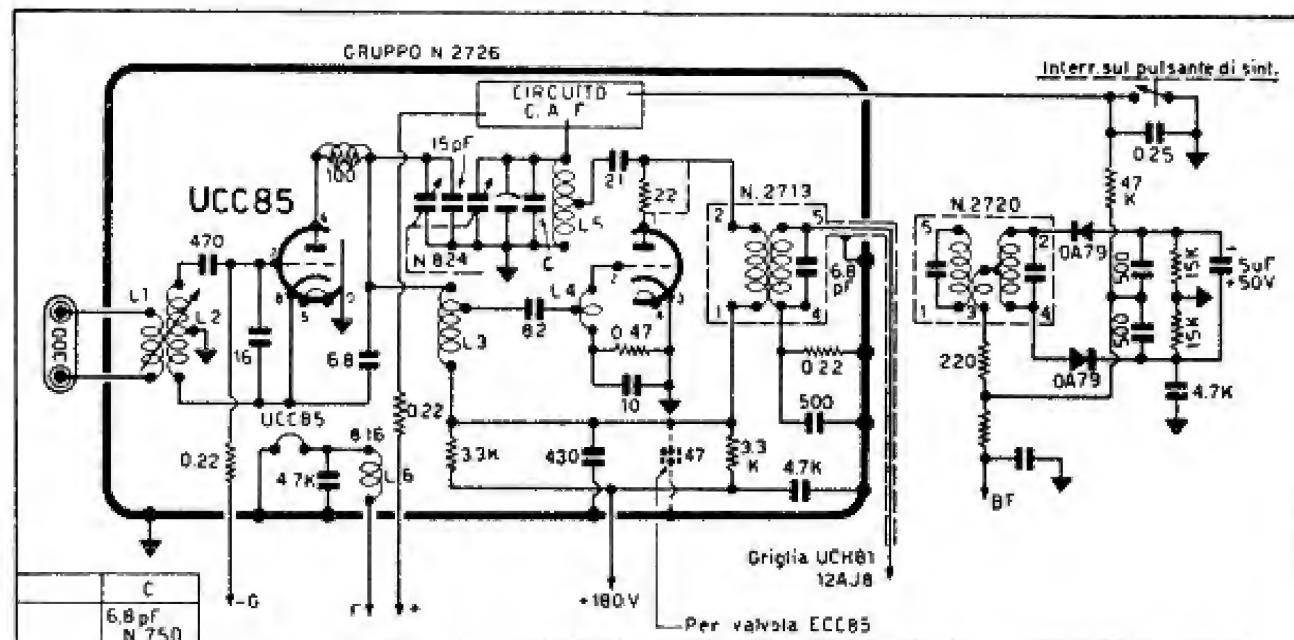 GRUPPO N 2726
Interr. sul pulsante di sint.
CIRCUITO
C. A. F
15pF
100
0.25
UCC85
21
22
N. 2713
47
K
N. 2720
470
L5
2
5
5
2
OA79
N 824
C
6.8
pF
500
15K
5uF
+50V
L1
L2
2
L4
300
16
6.8
L3
82
1
4
1
3
4
500
15K
0.47
0.22
220
OA79
10
UCC85
0.22
500
4.7K
0.22
3.3K
430
47
3.3
K
4.7K
4.7K
L6
BF
Griglia UCH81
12AJ8
C
-G
F
+
+180V
6,8pF
N 750
Per valvola ECC85